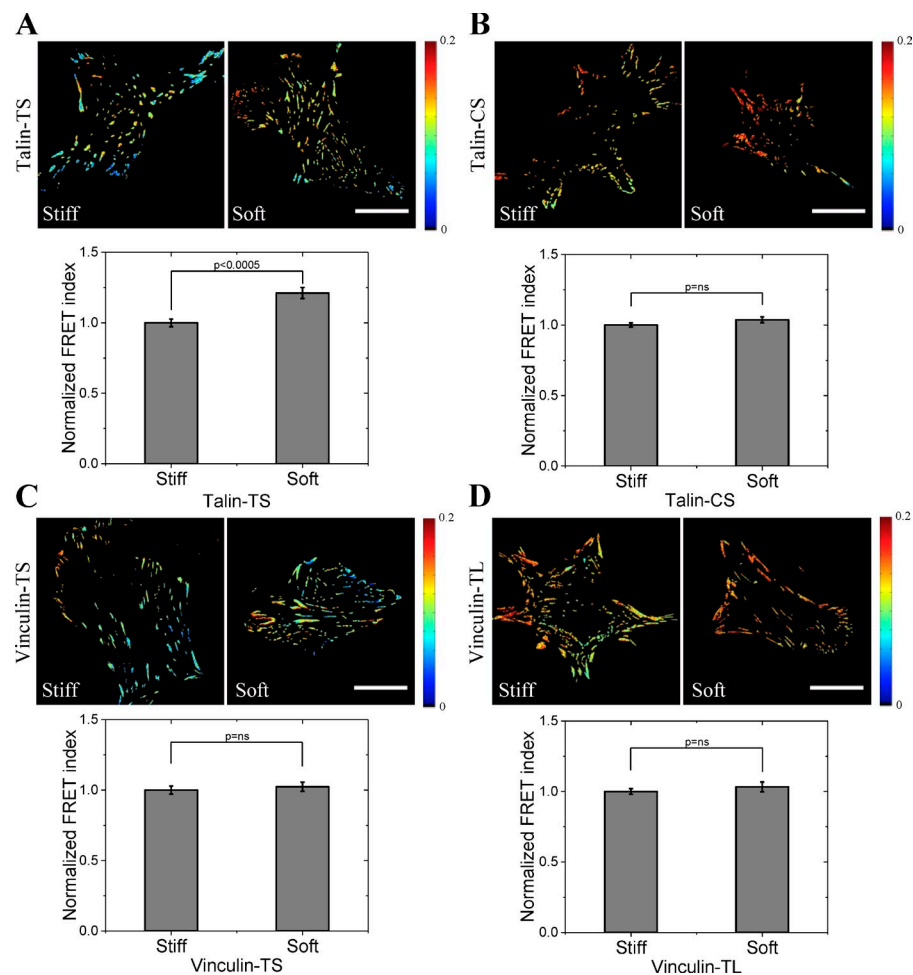 A
Talin-TS
Stiff
Soft
0.2
0
Normalized FRET index
1.5
1.0
0.5
0.0
p<0.0005
Stiff
Soft
Talin-TS
B
Talin-CS
Soft
0.2
0
Normalized FRET index
1.5
1.0
0.5
0.0
p=ns
Stiff
Soft
Talin-CS
C
Vinculin-TS
Stiff
Soft
0.2
0
Normalized FRET index
1.5
1.0
0.5
0.0
p=ns
Stiff
Soft
Vinculin-TS
D
Vinculin-TL
Stiff
Soft
0.2
0
Normalized FRET index
1.5
1.0
0.5
0.0
p=ns
Stiff
Soft
Vinculin-TL